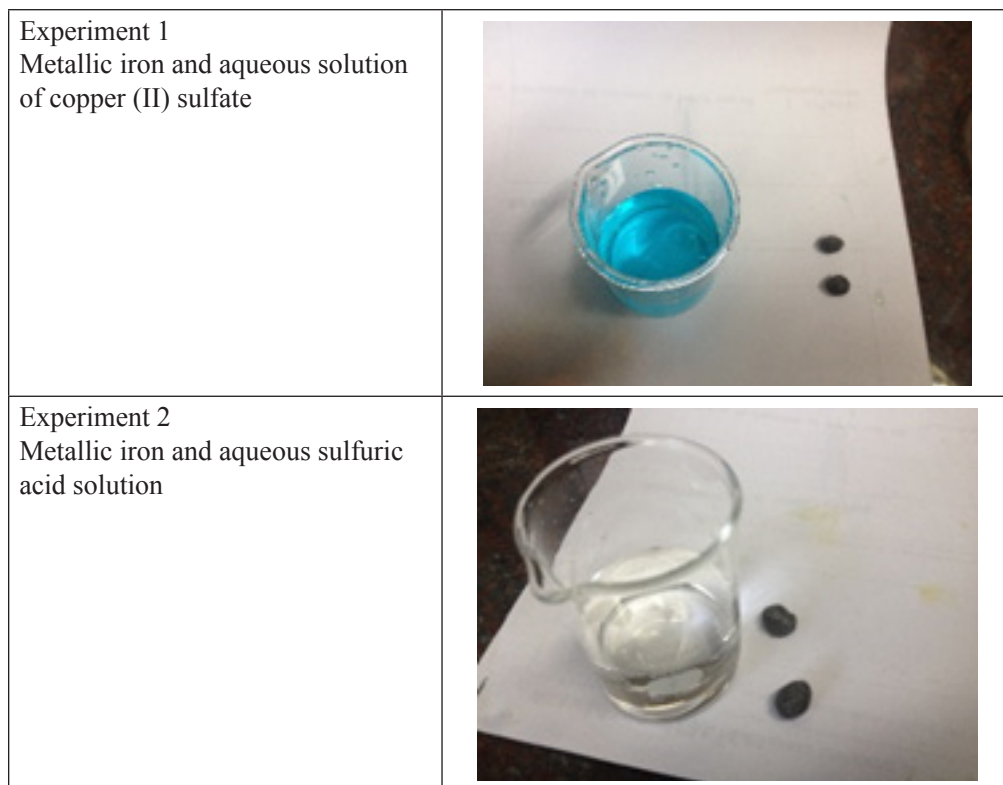 Experiment 1
Metallic iron and aqueous solution
of copper (II) sulfate
Experiment 2
Metallic iron and aqueous sulfuric
acid solution